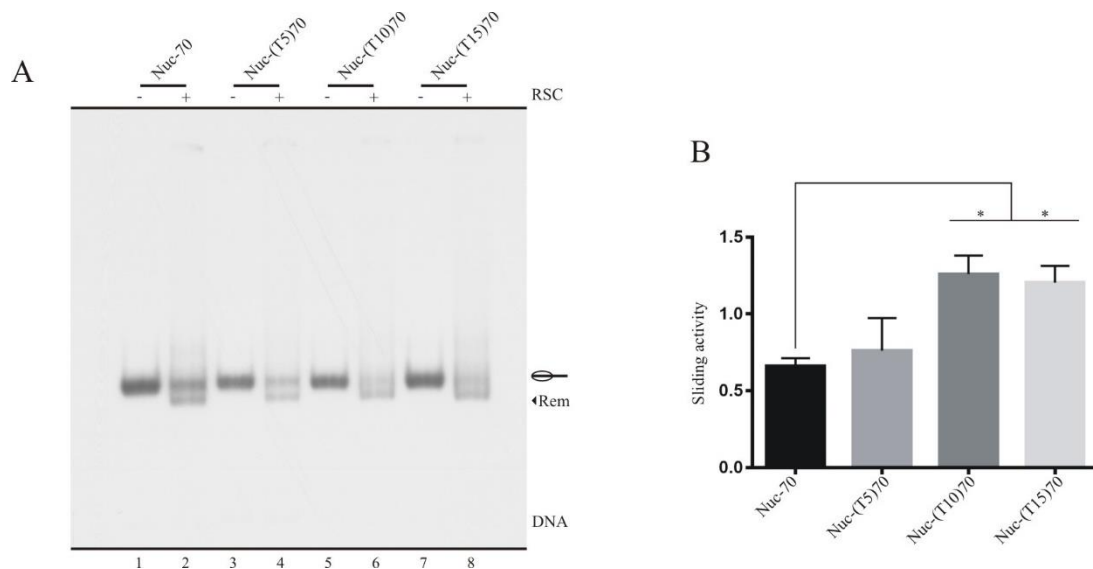 A
Nuc-70
Nuc-(T5)70
Nuc-(T10)70
Nuc-(T15)70
- + - + - + - + RSC
Rem
DNA
1 2 3 4 5 6 7 8
B
* *
1.5
1.0
0.5
0.0
Sliding activity
Nuc-70
Nuc-(T5)70
Nuc-(T10)70
Nuc-(T15)70